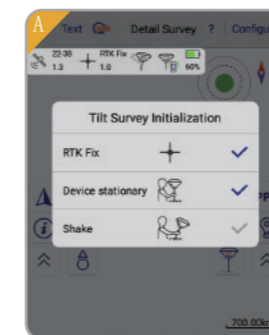 A
Text Detail Survey ? Configu
22-38 RTK Fix
1.3 1.0 60%
Tilt Survey Initialization
RTK Fix
Device stationary
Shake
700.00k